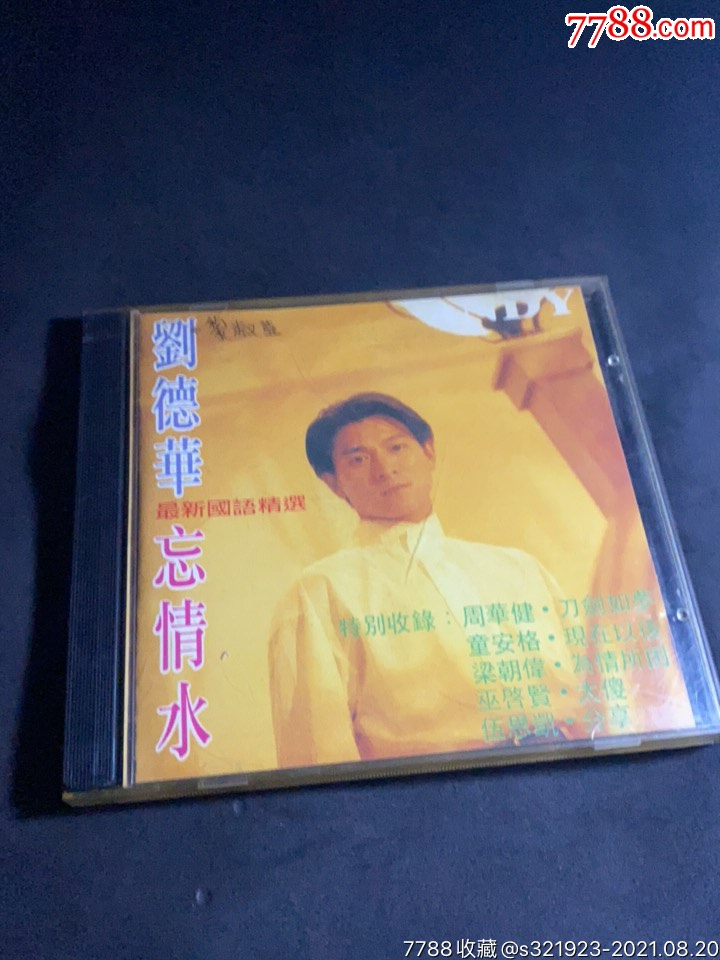 7788.com
DY
劉德華
忘情水
最新國語精選
特別收錄：周華健·刀劍如夢
童安格·現在以後
梁朝偉·為情所困
巫啓賢·太傻
伍思凱·分享
7788收藏@s321923-2021.08.20